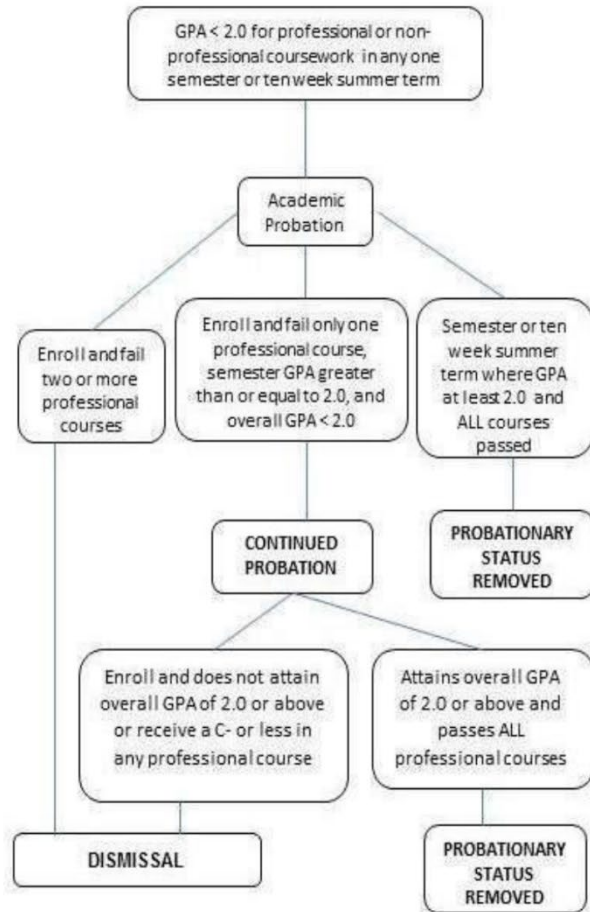 GPA < 2.0 for professional or non-
professional coursework in any one
semester or ten week summer term
Academic
Probation
Enroll and fail
two or more
professional
courses
Enroll and fail only one
professional course,
semester GPA greater
than or equal to 2.0, and
overall GPA < 2.0
Semester or ten
week summer
term where GPA
at least 2.0 and
ALL courses
passed
CONTINUED
PROBATION
PROBATIONARY
STATUS
REMOVED
Enroll and does not attain
overall GPA of 2.0 or above
or receive a C- or less in
any professional course
Attains overall GPA
of 2.0 or above and
passes ALL
professional courses
DISMISSAL
PROBATIONARY
STATUS
REMOVED